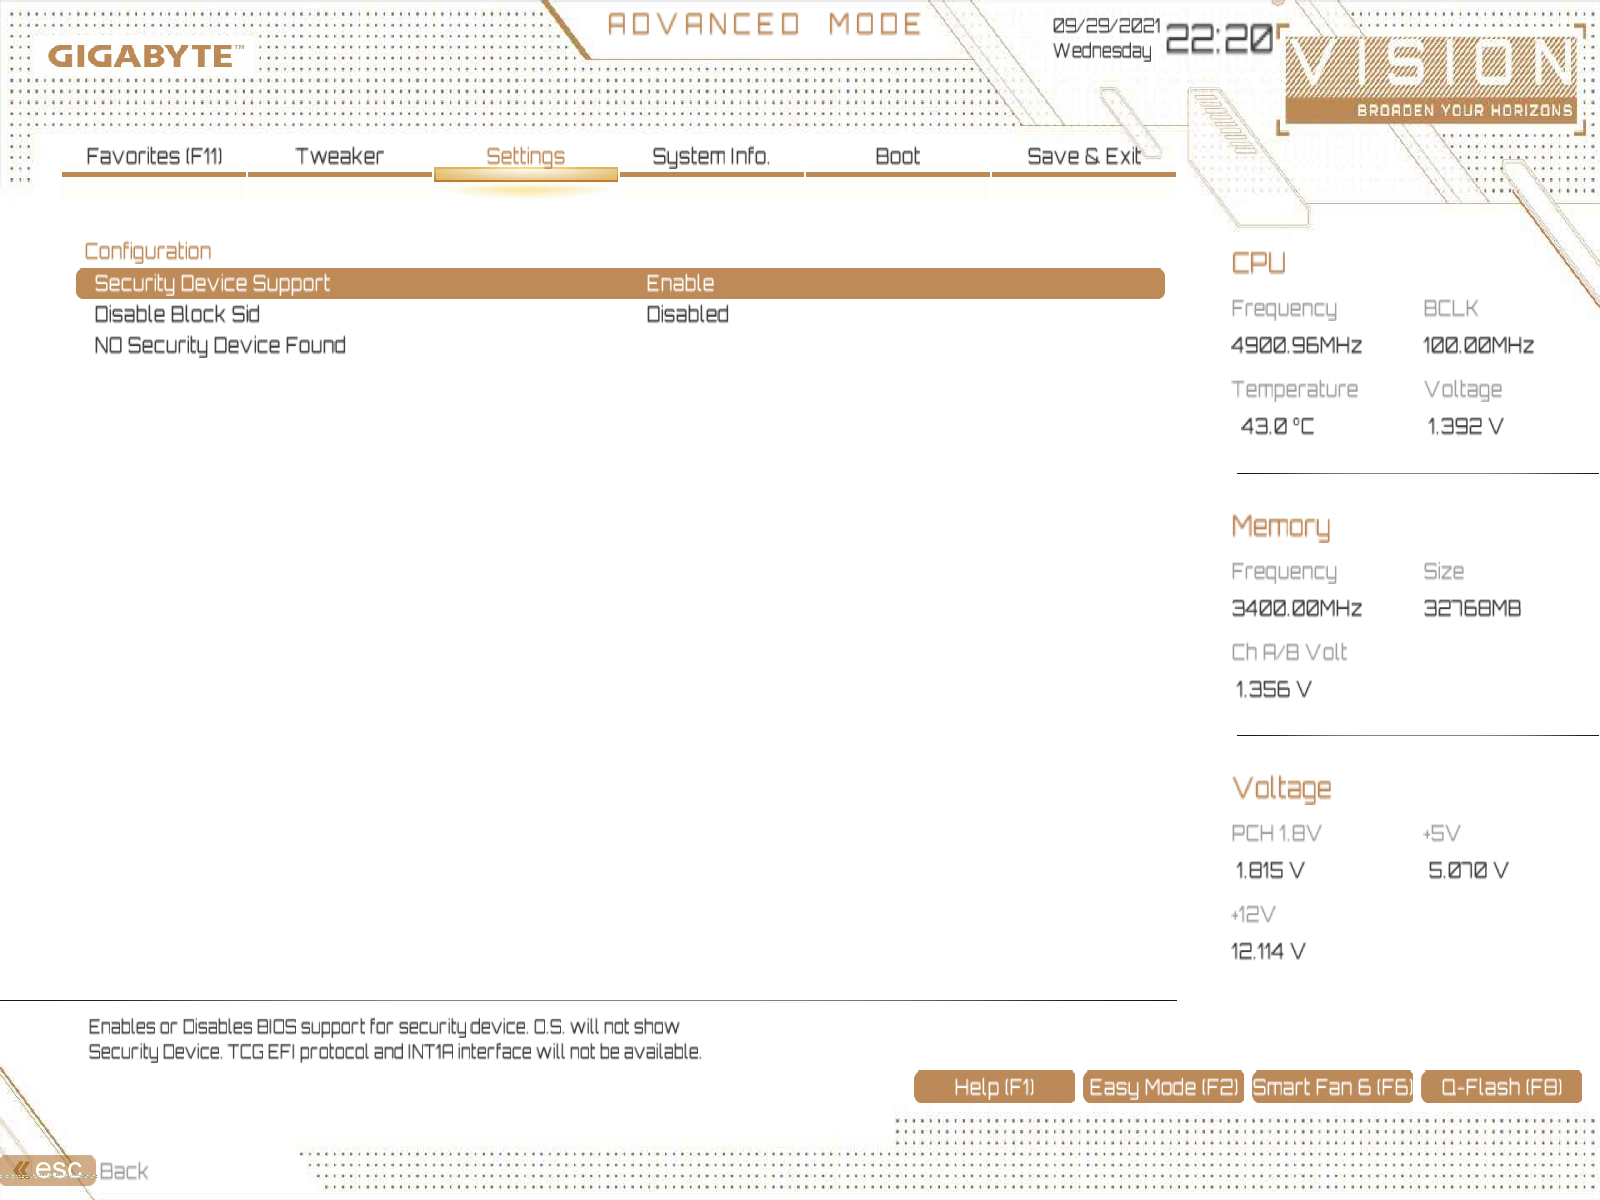 GIGABYTE™
ADVANCED MODE
09/29/2021
Wednesday
22:20
VISION
BROADEN YOUR HORIZONS
Favorites (F11) Tweaker Settings System Info. Boot Save & Exit
Configuration
Security Device Support Enable
Disable Block Sid Disabled
NO Security Device Found
CPU
Frequency BCLK
4900.96MHz 100.00MHz
Temperature Voltage
43.0 °C 1.392 V
Memory
Frequency Size
3400.00MHz 32768MB
Ch A/B Volt
1.356 V
Voltage
PCH 1.8V +5V
1.815 V 5.070 V
+12V
12.114 V
Enables or Disables BIOS support for security device. O.S. will not show
Security Device. TCG EFI protocol and INT1A interface will not be available.
Help (F1) Easy Mode (F2) Smart Fan 6 (F6) Q-Flash (F8)
« esc Back